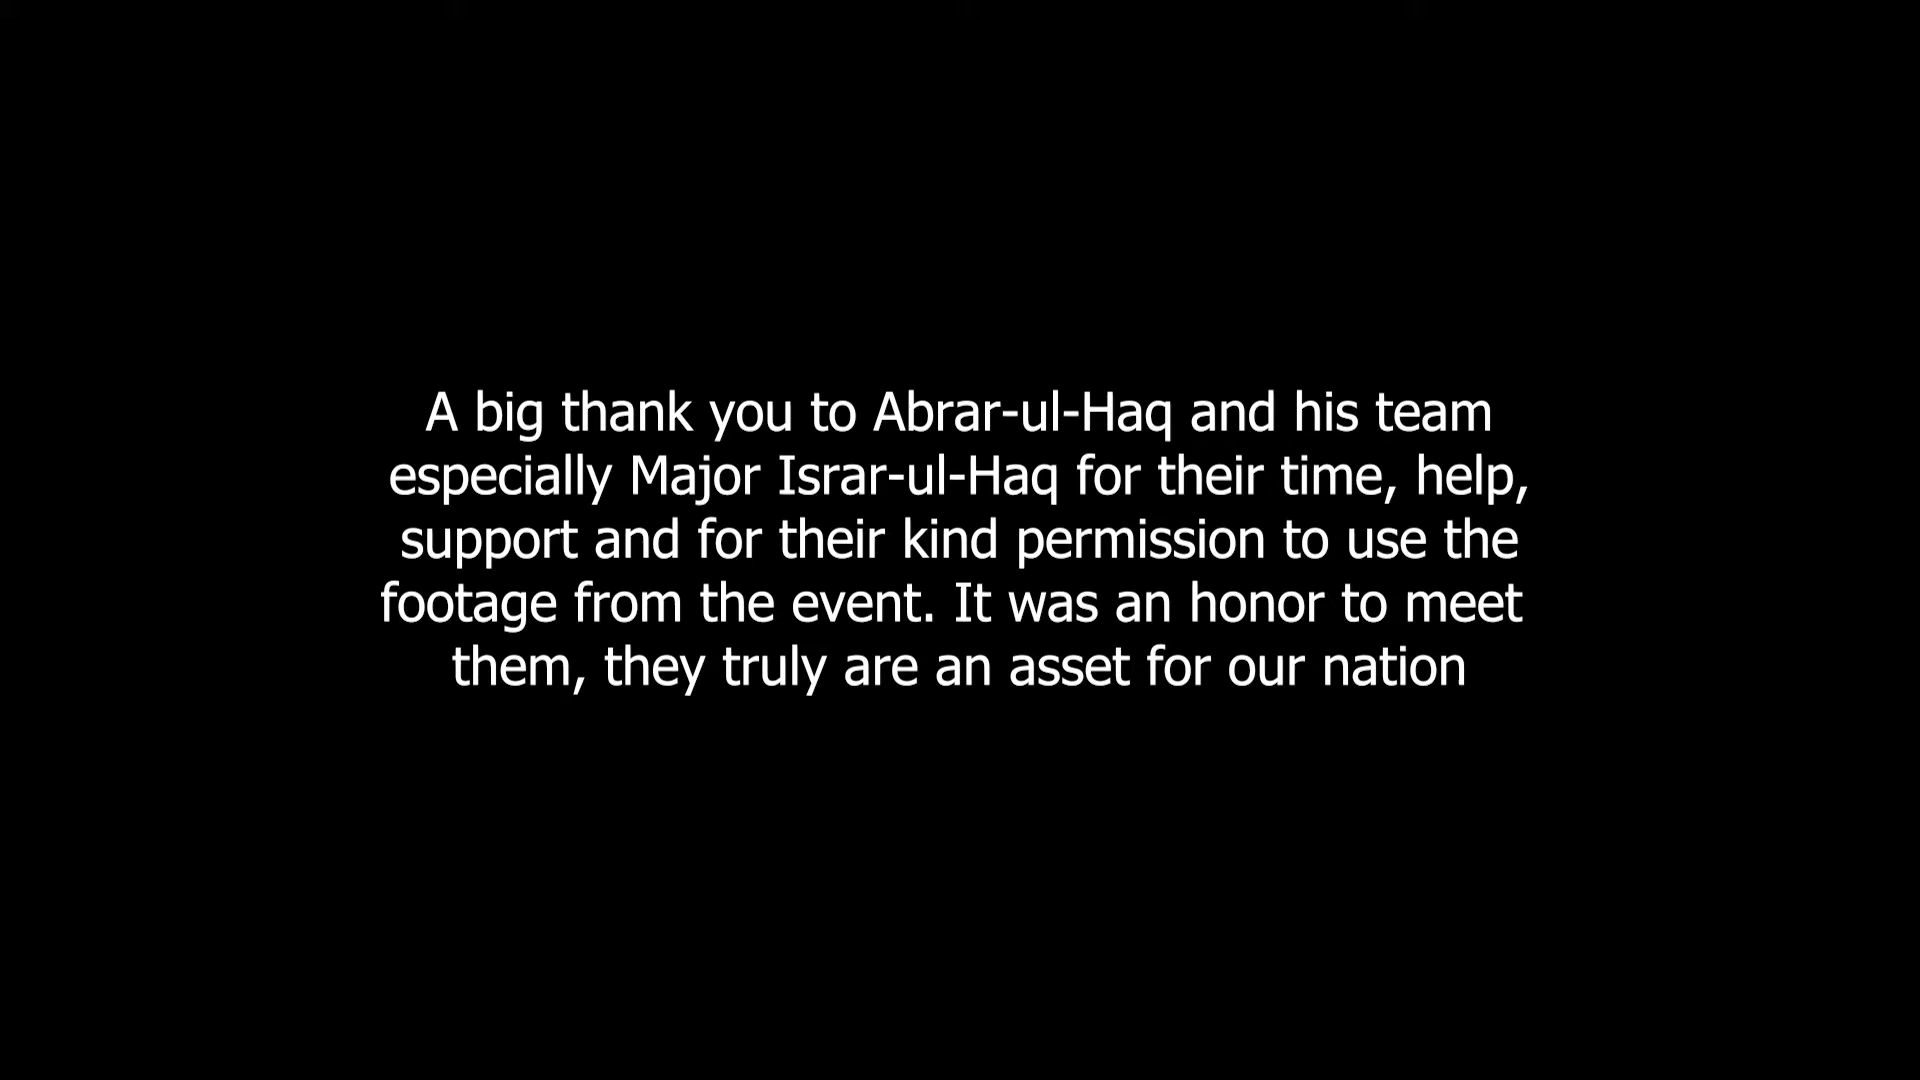 A big thank you to Abrar-ul-Haq and his team
especially Major Israr-ul-Haq for their time, help,
support and for their kind permission to use the
footage from the event. It was an honor to meet
them, they truly are an asset for our nation